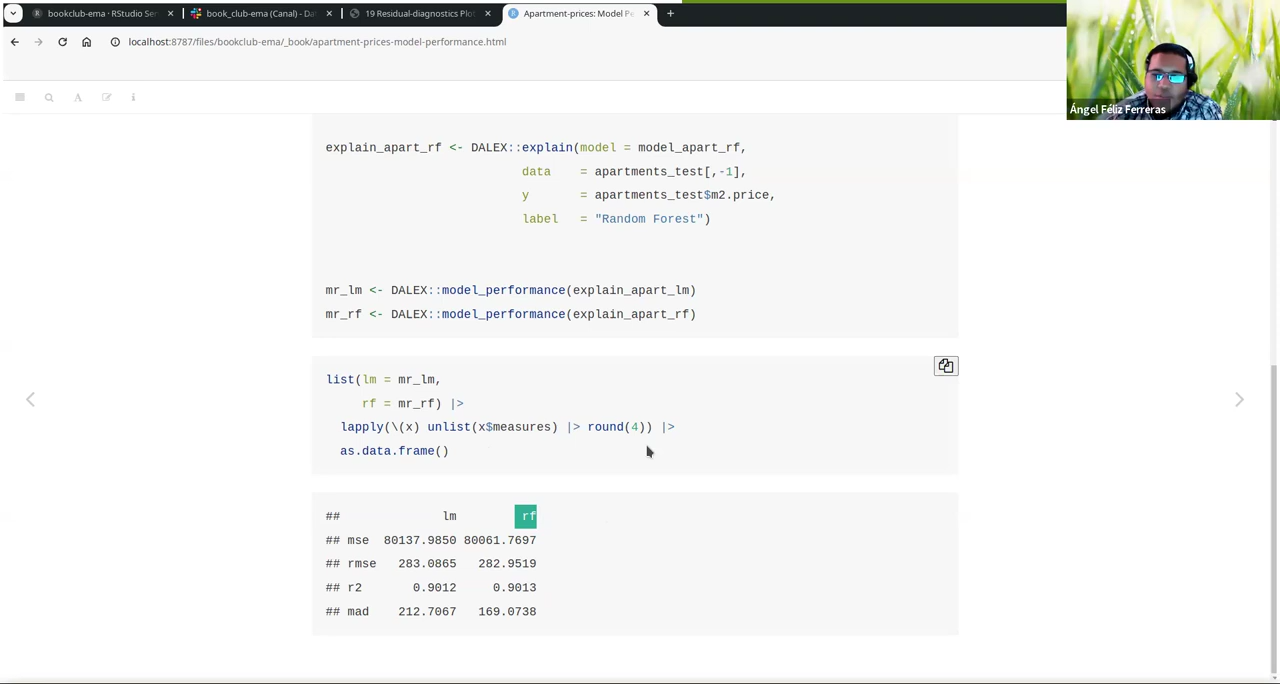 bookclub-ema · RStudio Ser
book_club-ema (Canal) - Da
19 Residual-diagnostics Plot
Apartment-prices: Model Pe
localhost:8787/files/bookclub-ema/_book/apartment-prices-model-performance.html
Ángel Féliz Ferreras
explain_apart_rf <- DALEX::explain(model = model_apart_rf,
data    = apartments_test[,-1],
y       = apartments_test$m2.price,
label   = "Random Forest")
mr_lm <- DALEX::model_performance(explain_apart_lm)
mr_rf <- DALEX::model_performance(explain_apart_rf)
list(lm = mr_lm,
rf = mr_rf) |>
lapply(\(x) unlist(x$measures) |> round(4)) |>
as.data.frame()
##              lm         rf
## mse  80137.9850 80061.7697
## rmse   283.0865   282.9519
## r2       0.9012     0.9013
## mad    212.7067   169.0738